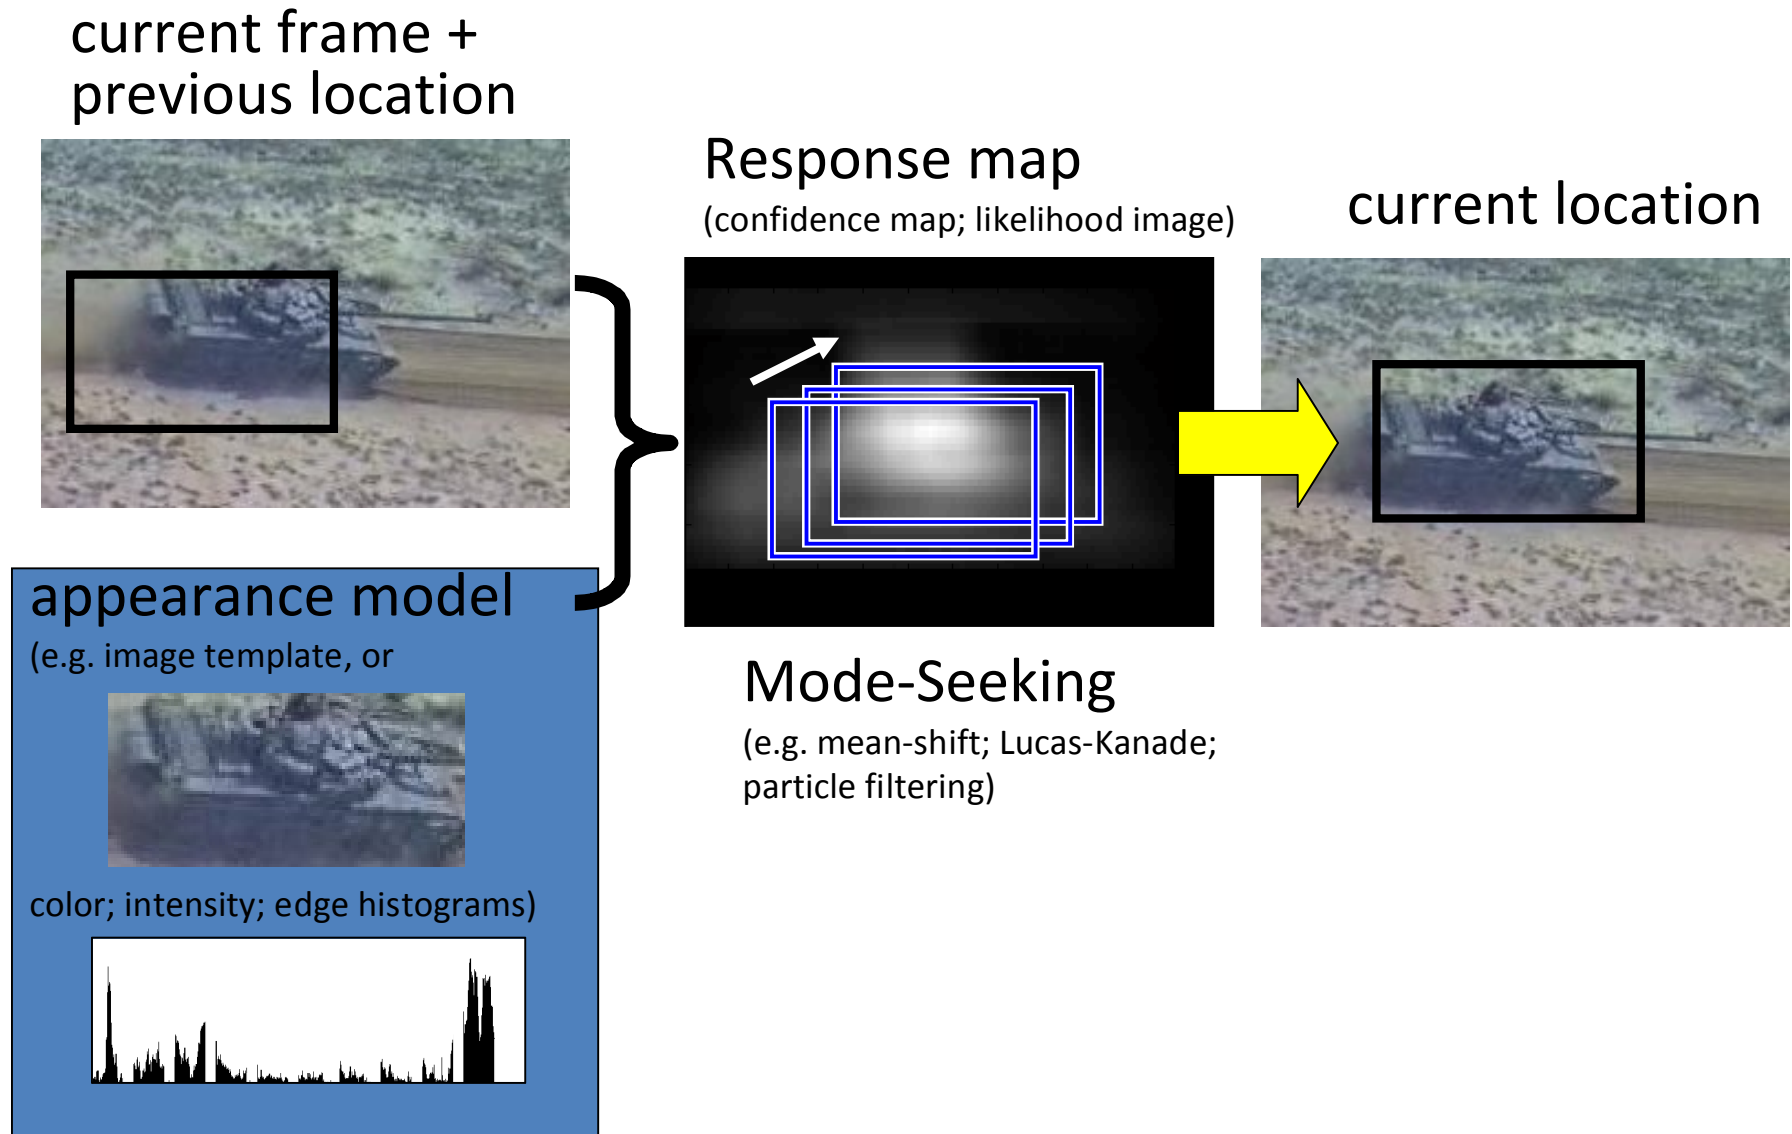 current frame +
previous location
Response map
(confidence map; likelihood image)
current location
appearance model
(e.g. image template, or
color; intensity; edge histograms)
Mode-Seeking
(e.g. mean-shift; Lucas-Kanade;
particle filtering)